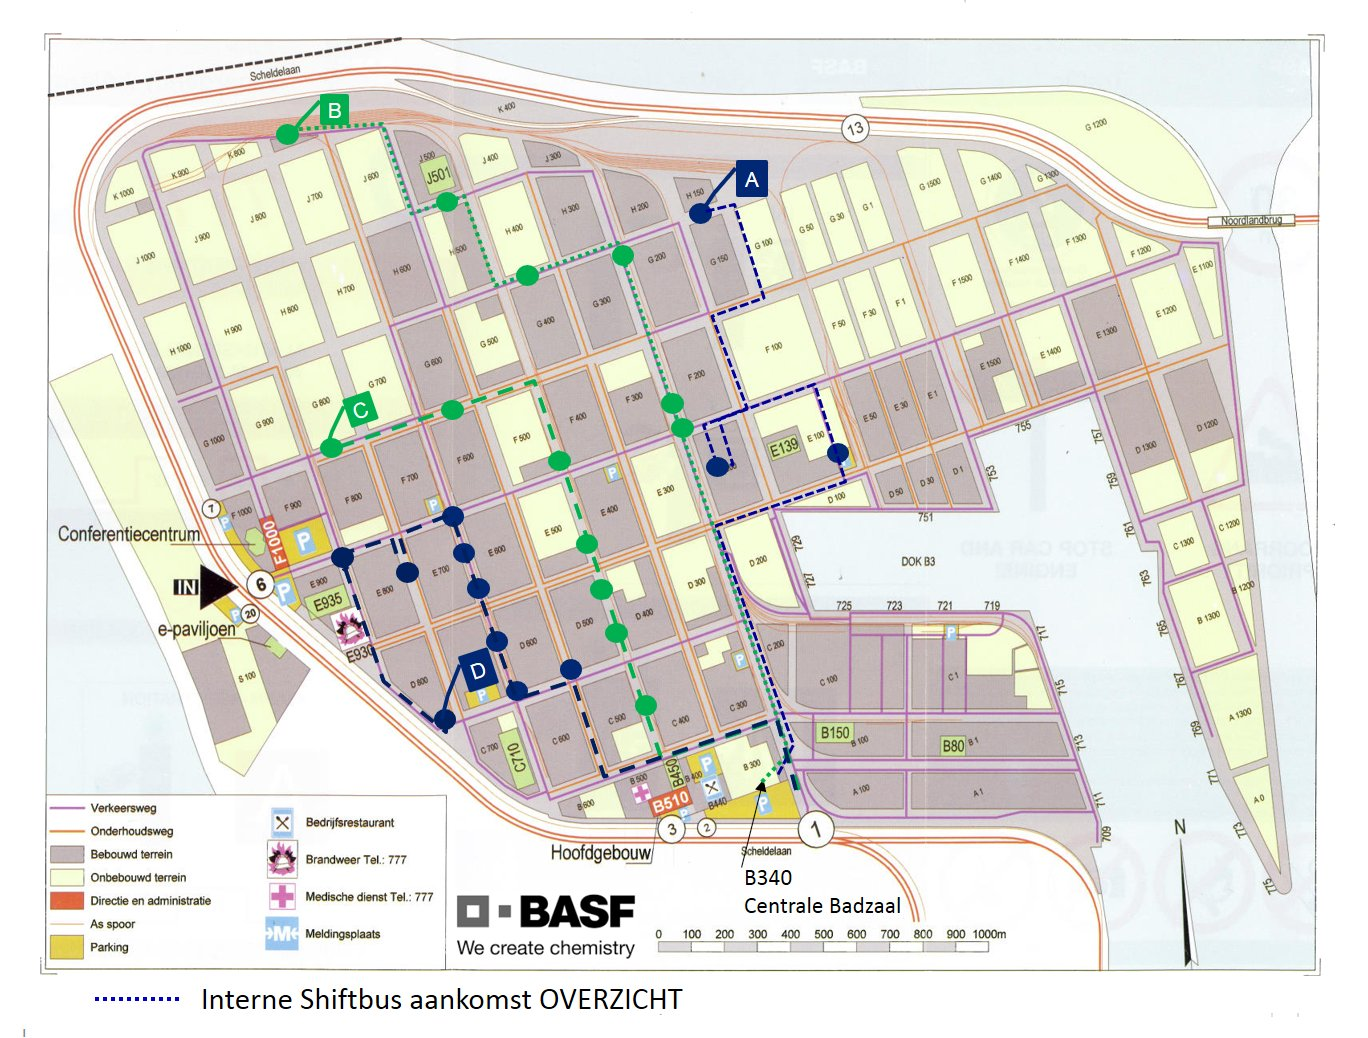 Scheldelaan
K 400
13
G 1200
B
A
J501
J 500
J 400
J 300
K 1000
K 900
K 800
J 600
J 700
J 800
J 900
J 1000
H 150
H 200
H 300
H 400
H 500
H 600
H 700
H 800
H 900
H 1000
G 1500
G 1400
G 1300
Noordlandbrug
G 50
G 30
G 1
G 100
G 150
G 200
G 300
G 400
G 500
G 600
G 700
G 800
G 900
G 1000
F 1500
F 1400
F 1300
F 1200
E 1100
F 50
F 30
F 1
F 100
F 200
F 300
F 400
F 500
F 600
F 700
F 800
F 900
F 1000
C
E 1500
E 1400
E 1300
E 1200
E 50
E 30
E 1
E139
E 100
E 300
E 400
E 500
E 600
E 700
E 800
E 900
D 1300
D 1200
755
757
759
761
763
765
767
769
771
773
775
753
751
D 50
D 30
D 1
D 100
D 200
D 300
D 400
D 500
D 600
D 800
729
727
DOK B3
725
723
721
719
717
715
713
711
709
7
Conferentiecentrum
F1000
IN
6
20
E935
E930
e-paviljoen
S 100
D
C 1300
C 1200
B 1300
B 1200
A 1300
A 0
C 200
C 100
C 1
C 300
C 400
C 500
C 600
C 700
C710
B150
B 100
B80
B 1
A 100
A 1
B 300
B 400
B450
B440
B 500
B510
B 600
3
2
1
Hoofdgebouw
Scheldelaan
B340
Centrale Badzaal
N
Verkeersweg
Onderhoudsweg
Bebouwd terrein
Onbebouwd terrein
Directie en administratie
As spoor
Parking
Bedrijfsrestaurant
Brandweer Tel.: 777
Medische dienst Tel.: 777
M
Meldingsplaats
BASF
We create chemistry
0 100 200 300 400 500 600 700 800 900 1000m
Interne Shiftbus aankomst OVERZICHT